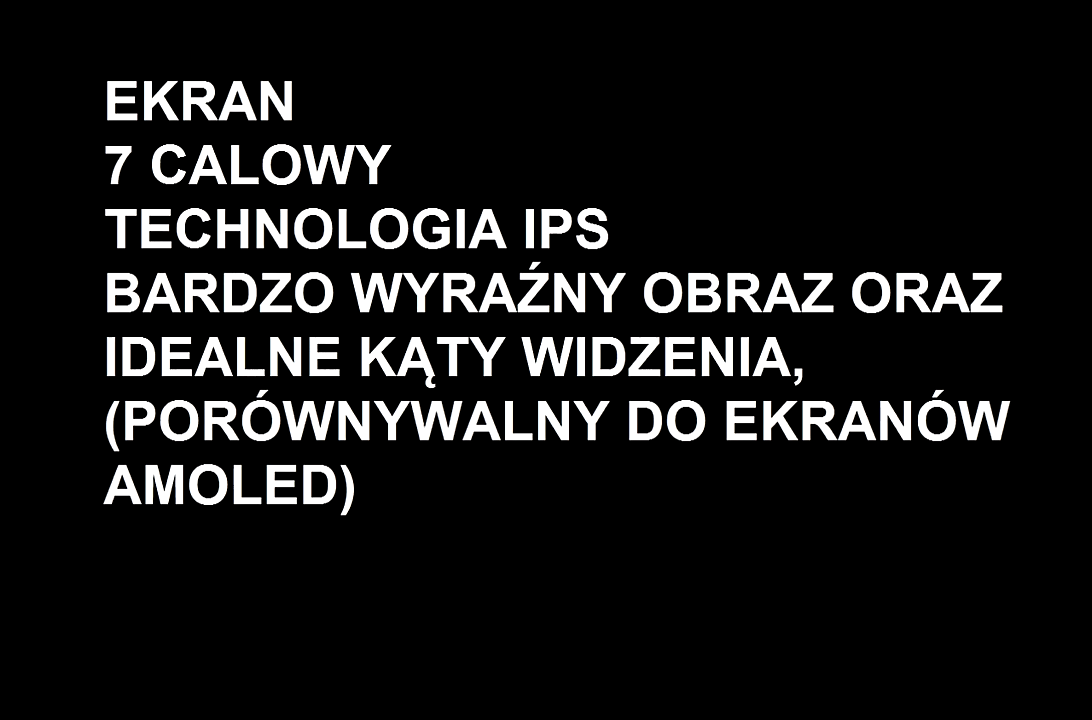 EKRAN
7 CALOWY
TECHNOLOGIA IPS
BARDZO WYRAŹNY OBRAZ ORAZ
IDEALNE KĄTY WIDZENIA,
(PORÓWNYWALNY DO EKRANÓW
AMOLED)